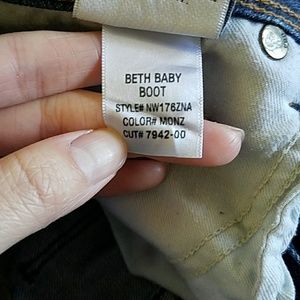 BETH BABY
BOOT
STYLE# NW176ZNA
COLOR# MONZ
CUT# 7942-00